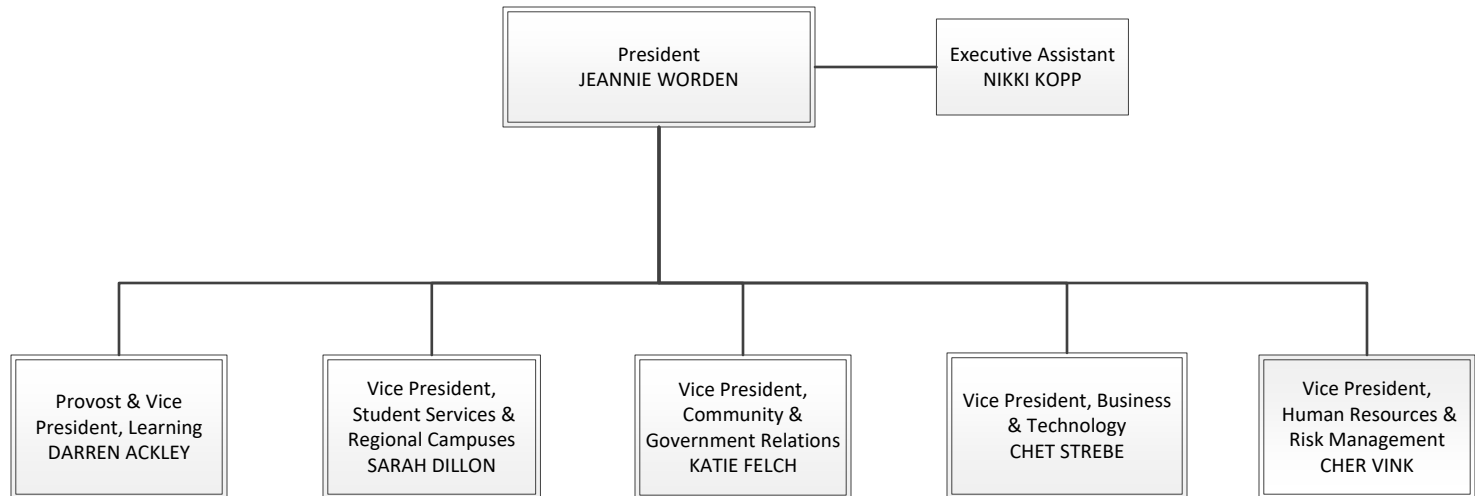 President
JEANNIE WORDEN
Executive Assistant
NIKKI KOPP
Provost & Vice
President, Learning
DARREN ACKLEY
Vice President,
Student Services &
Regional Campuses
SARAH DILLON
Vice President,
Community &
Government Relations
KATIE FELCH
Vice President, Business
& Technology
CHET STREBE
Vice President,
Human Resources &
Risk Management
CHER VINK